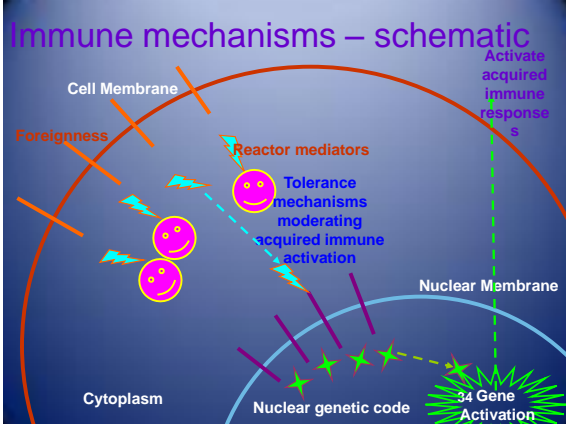 Immune mechanisms – schematic
Activate
acquired
immune
response
s
Cell Membrane
Foreignness
Reactor mediators
Tolerance
mechanisms
moderating
acquired immune
activation
Nuclear Membrane
Cytoplasm
Nuclear genetic code
34 Gene
Activation